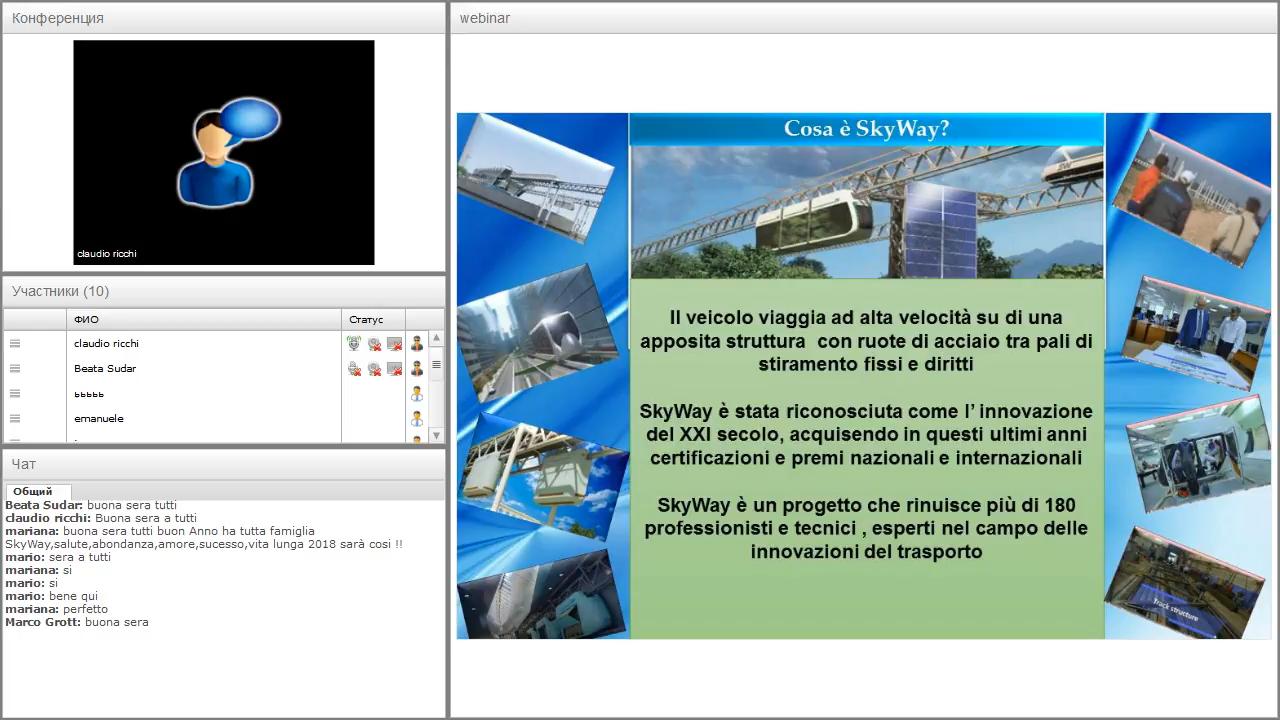 Конференция
claudio ricchi
Участники (10)
ФИО
Статус
claudio ricchi
Beata Sudar
ььььь
emanuele
Чат
Общий
Beata Sudar: buona sera tutti
claudio ricchi: Buona sera a tutti
mariana: buona sera tutti buon Anno ha tutta famiglia
SkyWay,salute,abondanza,amore,sucesso,vita lunga 2018 sarà cosi !!
mario: sera a tutti
mariana: si
mario: si
mario: bene qui
mariana: perfetto
Marco Grott: buona sera
webinar
Cosa è SkyWay?
Il veicolo viaggia ad alta velocità su di una
apposita struttura con ruote di acciaio tra pali di
stiramento fissi e diritti
SkyWay è stata riconosciuta come l' innovazione
del XXI secolo, acquisendo in questi ultimi anni
certificazioni e premi nazionali e internazionali
SkyWay è un progetto che rinuisce più di 180
professionisti e tecnici , esperti nel campo delle
innovazioni del trasporto
Track structure